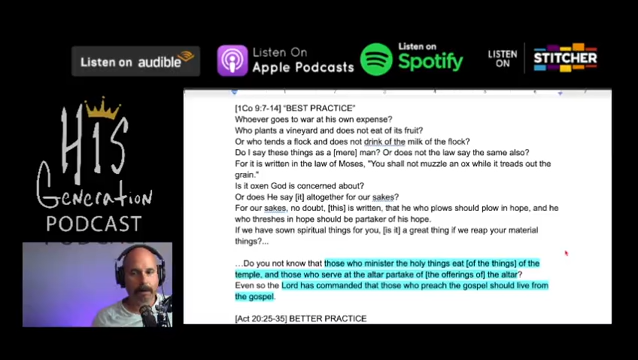 Listen on audible
Listen On
Apple Podcasts
Listen on
Spotify
LISTEN
ON
STITCHER
HIS
Generation
PODCAST
[1Co 9:7-14] "BEST PRACTICE"
Whoever goes to war at his own expense?
Who plants a vineyard and does not eat of its fruit?
Or who tends a flock and does not drink of the milk of the flock?
Do I say these things as a [mere] man? Or does not the law say the same also?
For it is written in the law of Moses, "You shall not muzzle an ox while it treads out the
grain."
Is it oxen God is concerned about?
Or does He say [it] altogether for our sakes?
For our sakes, no doubt, [this] is written, that he who plows should plow in hope, and he
who threshes in hope should be partaker of his hope.
If we have sown spiritual things for you, [is it] a great thing if we reap your material
things?...
...Do you not know that those who minister the holy things eat [of the things] of the
temple, and those who serve at the altar partake of [the offerings of] the altar?
Even so the Lord has commanded that those who preach the gospel should live from
the gospel.
[Act 20:25-35] BETTER PRACTICE